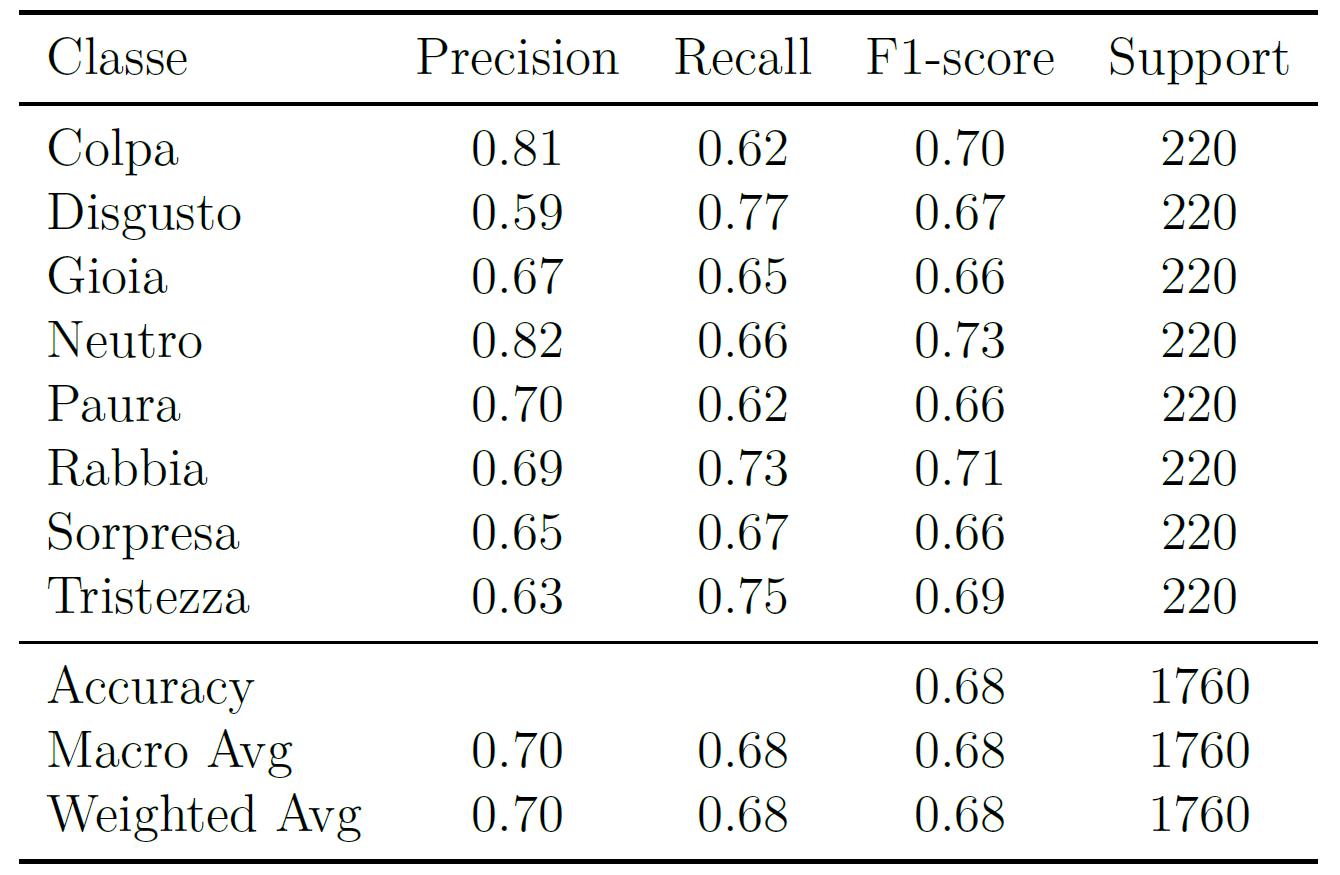 Classe Precision Recall F1-score Support
Colpa 0.81 0.62 0.70 220
Disgusto 0.59 0.77 0.67 220
Gioia 0.67 0.65 0.66 220
Neutro 0.82 0.66 0.73 220
Paura 0.70 0.62 0.66 220
Rabbia 0.69 0.73 0.71 220
Sorpresa 0.65 0.67 0.66 220
Tristezza 0.63 0.75 0.69 220
Accuracy 0.68 1760
Macro Avg 0.70 0.68 0.68 1760
Weighted Avg 0.70 0.68 0.68 1760